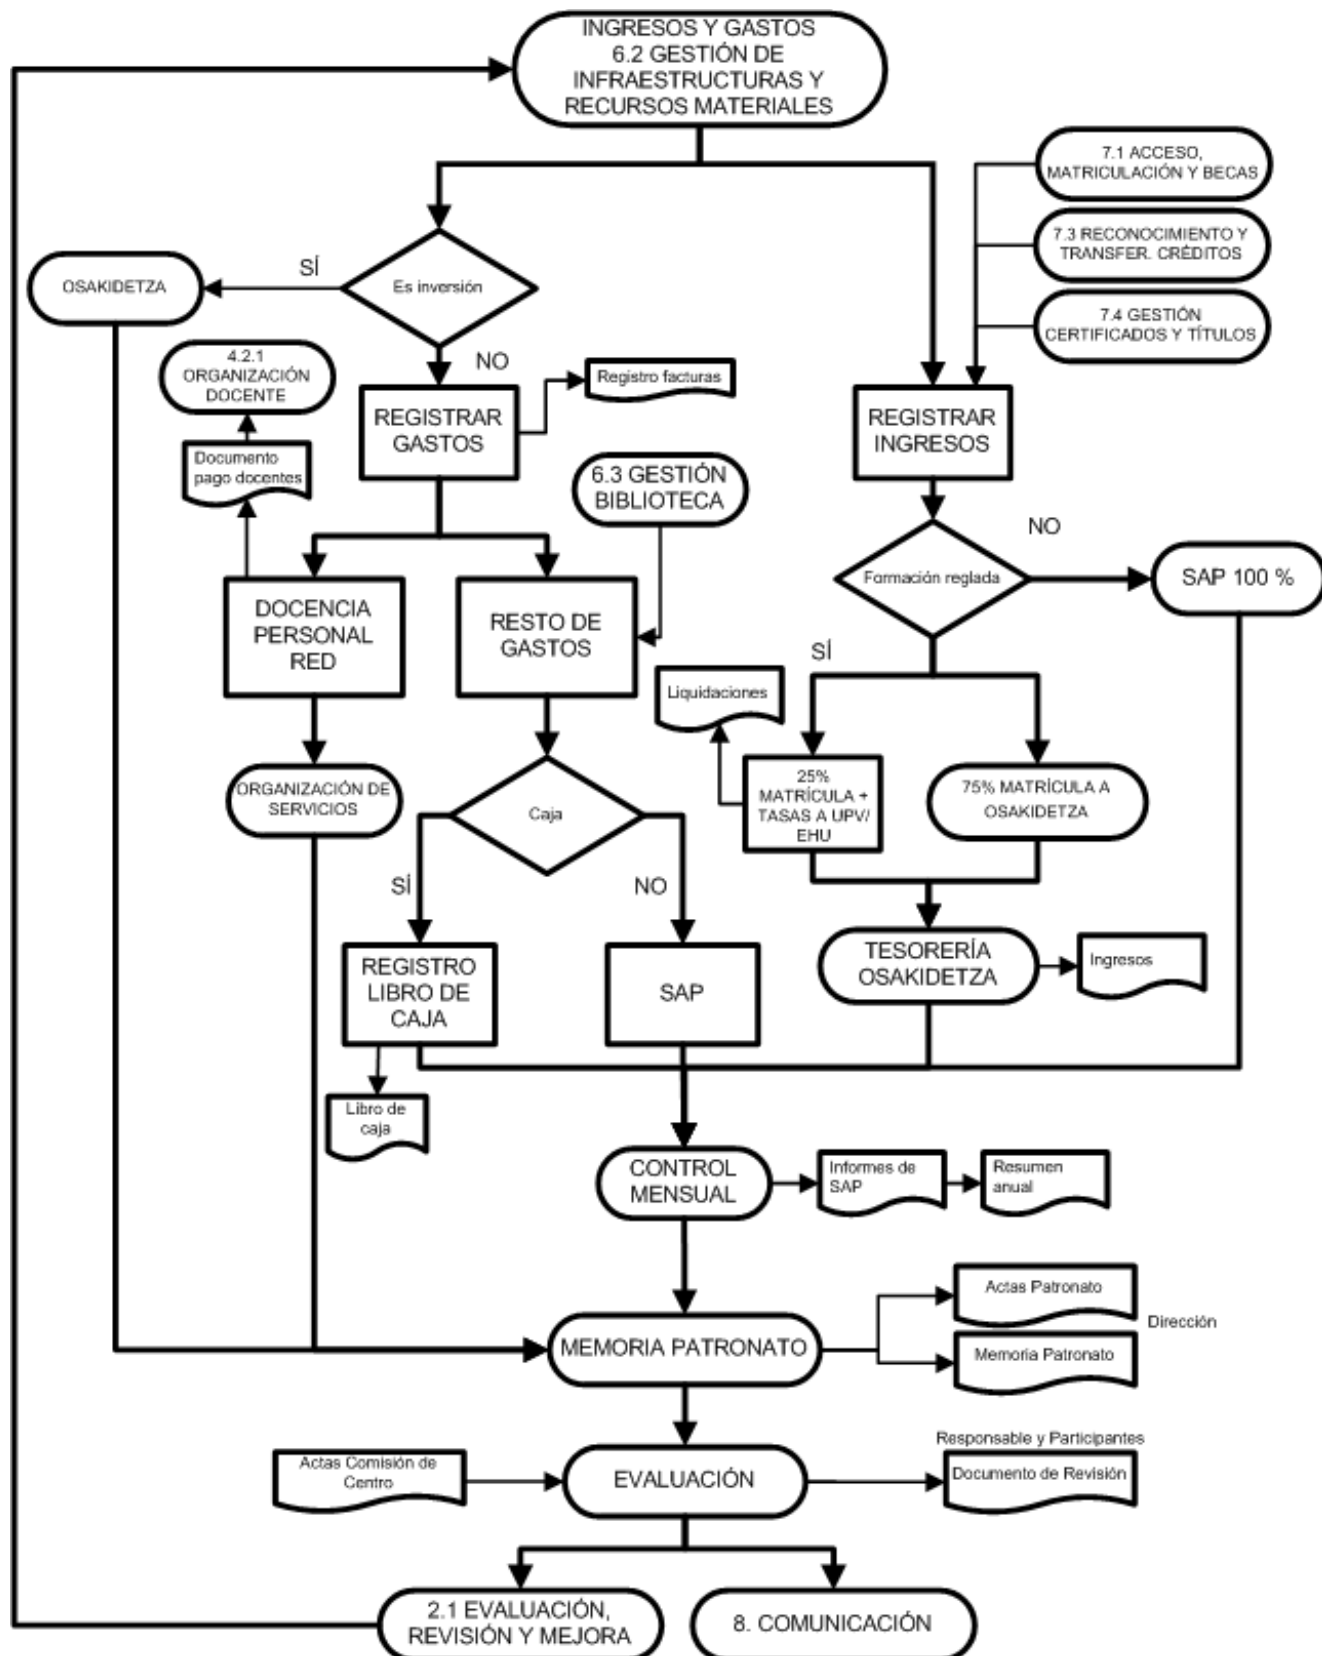 INGRESOS Y GASTOS
6.2 GESTIÓN DE
INFRAESTRUCTURAS Y
RECURSOS MATERIALES
7.1 ACCESO,
MATRICULACIÓN Y BECAS
7.3 RECONOCIMIENTO Y
TRANSFER. CRÉDITOS
7.4 GESTIÓN
CERTIFICADOS Y TÍTULOS
OSAKIDETZA
SÍ
Es inversión
NO
4.2.1
ORGANIZACIÓN
DOCENTE
Registro facturas
REGISTRAR
GASTOS
REGISTRAR
INGRESOS
Documento
pago docentes
6.3 GESTIÓN
BIBLIOTECA
NO
Formación reglada
SAP 100 %
DOCENCIA
PERSONAL
RED
RESTO DE
GASTOS
SÍ
Liquidaciones
25%
MATRÍCULA +
TASAS A UPV/
EHU
75% MATRÍCULA A
OSAKIDETZA
ORGANIZACIÓN DE
SERVICIOS
Caja
SÍ
NO
REGISTRO
LIBRO DE
CAJA
SAP
TESORERÍA
OSAKIDETZA
Ingresos
Libro de
caja
CONTROL
MENSUAL
Informes de
SAP
Resumen
anual
Actas Patronato
Dirección
MEMORIA PATRONATO
Memoria Patronato
Responsable y Participantes
Actas Comisión de
Centro
EVALUACIÓN
Documento de Revisión
2.1 EVALUACIÓN,
REVISIÓN Y MEJORA
8. COMUNICACIÓN